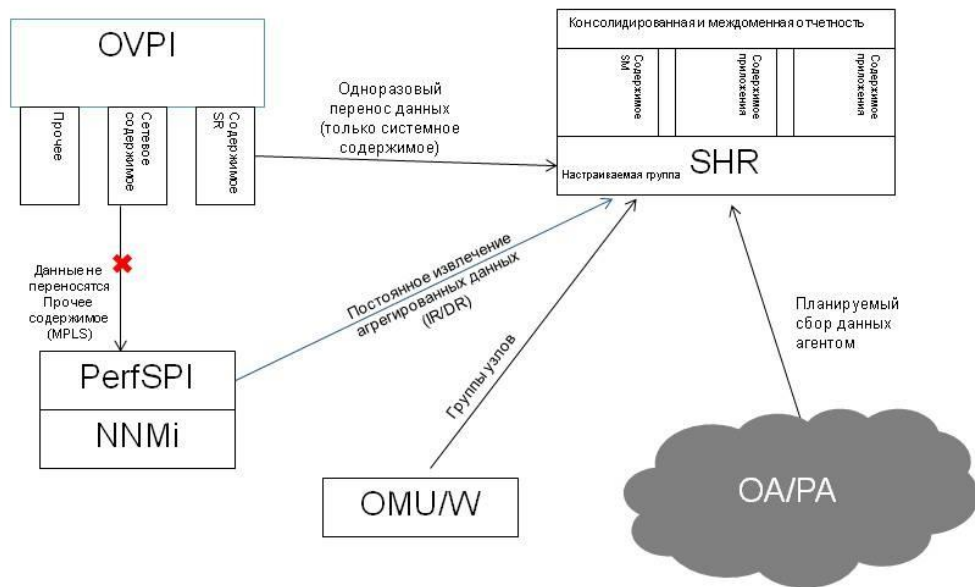 OVPI
Прочее
Сетевое
содержимое
Содержимое
SR
Одноразовый
перенос данных
(только системное
содержимое)
Консолидированная и междоменная отчетность
Содержимое
SM
Содержимое
приложения
Содержимое
приложения
Настраиваемая группа
SHR
Данные не
переносятся
Прочее
содержимое
(MPLS)
Постоянное извлечение
агрегированных данных
(IR/DR)
Группы узлов
Планируемый
сбор данных
агентом
PerfSPI
NNMi
OMU/W
OA/PA